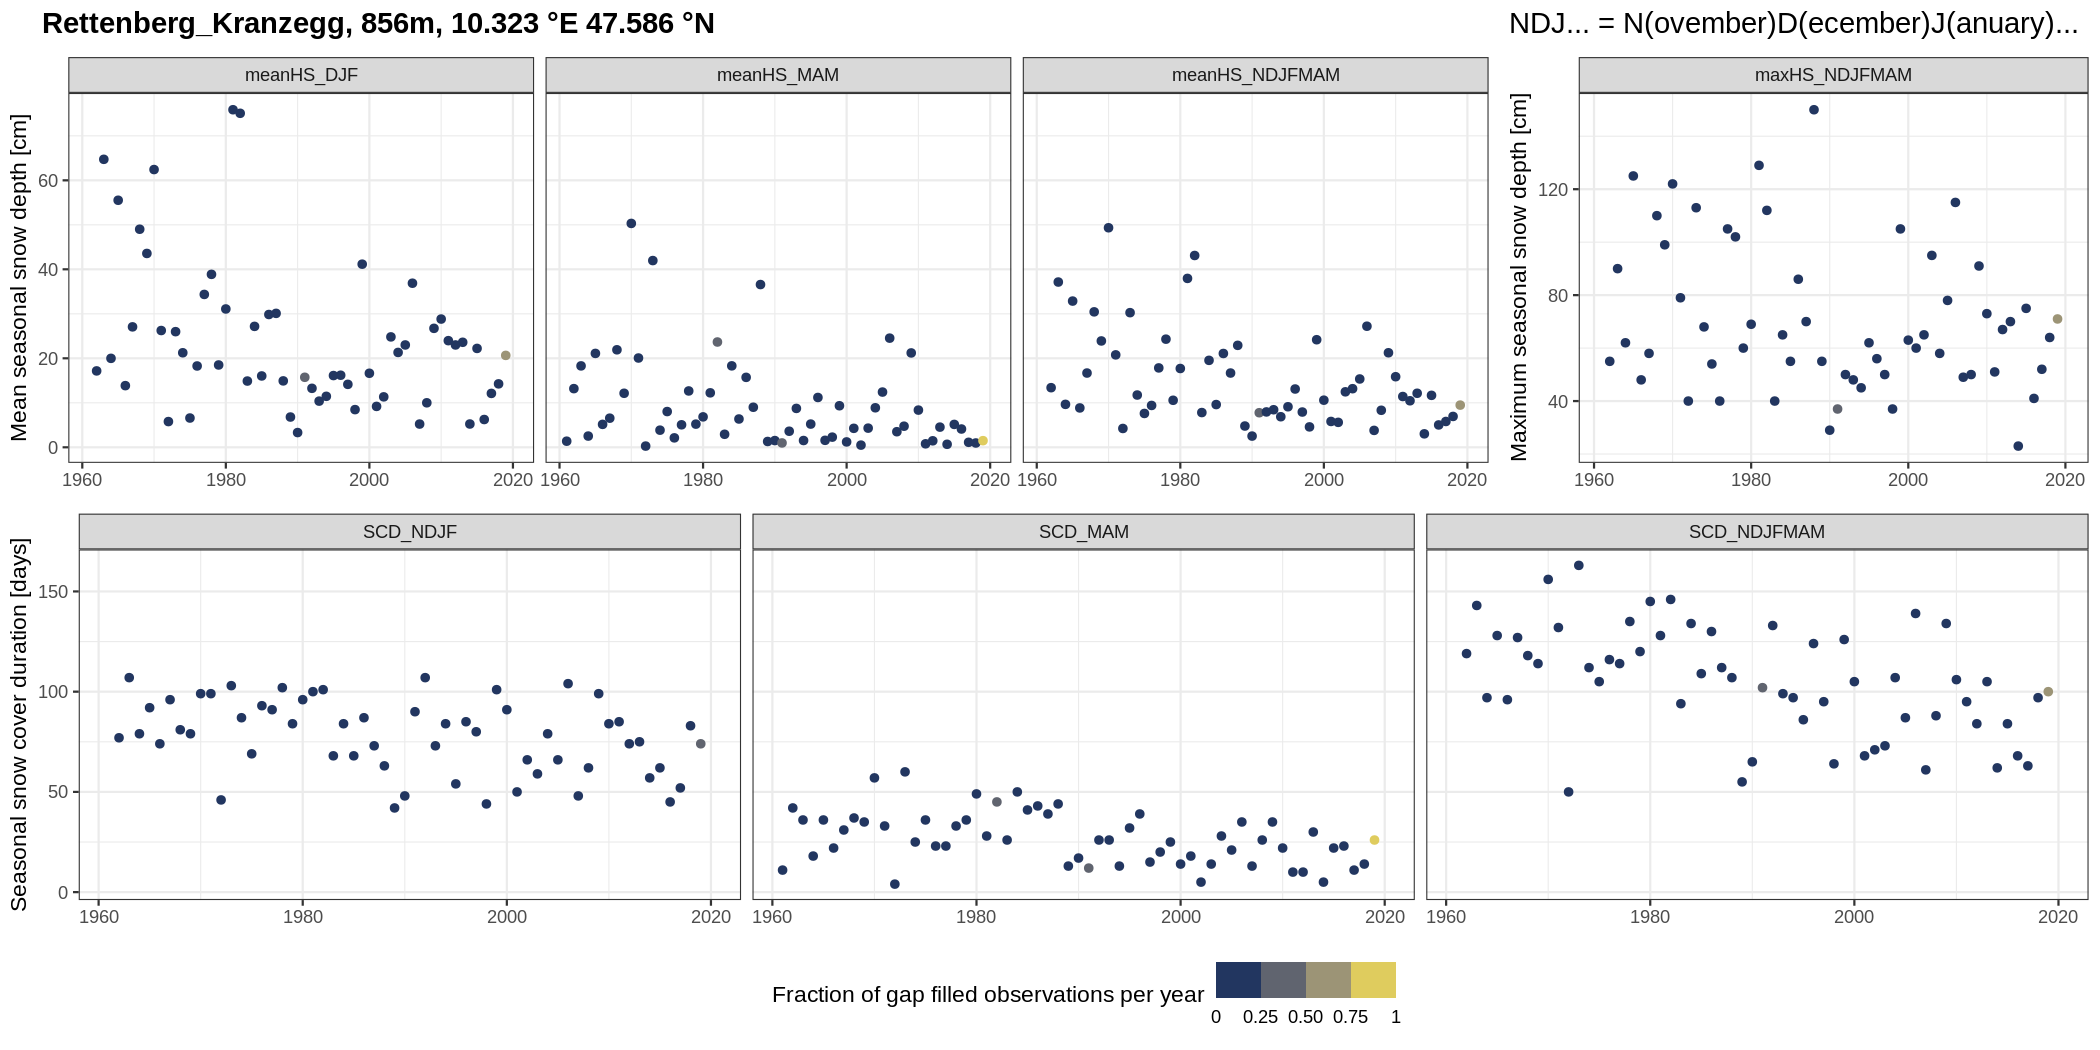 Rettenberg_Kranzegg, 856m, 10.323 °E 47.586 °N
NDJ... = N(ovember)D(ecember)J(anuary)...
meanHS_DJF
meanHS_MAM
meanHS_NDJFMAM
maxHS_NDJFMAM
Mean seasonal snow depth [cm]
60
40
20
0
1960 1980 2000 2020
1960 1980 2000 2020
1960 1980 2000 2020
Maximum seasonal snow depth [cm]
120
80
40
1960 1980 2000 2020
SCD_NDJF
SCD_MAM
SCD_NDJFMAM
Seasonal snow cover duration [days]
150
100
50
0
1960 1980 2000 2020
1960 1980 2000 2020
1960 1980 2000 2020
Fraction of gap filled observations per year
0 0.25 0.50 0.75 1